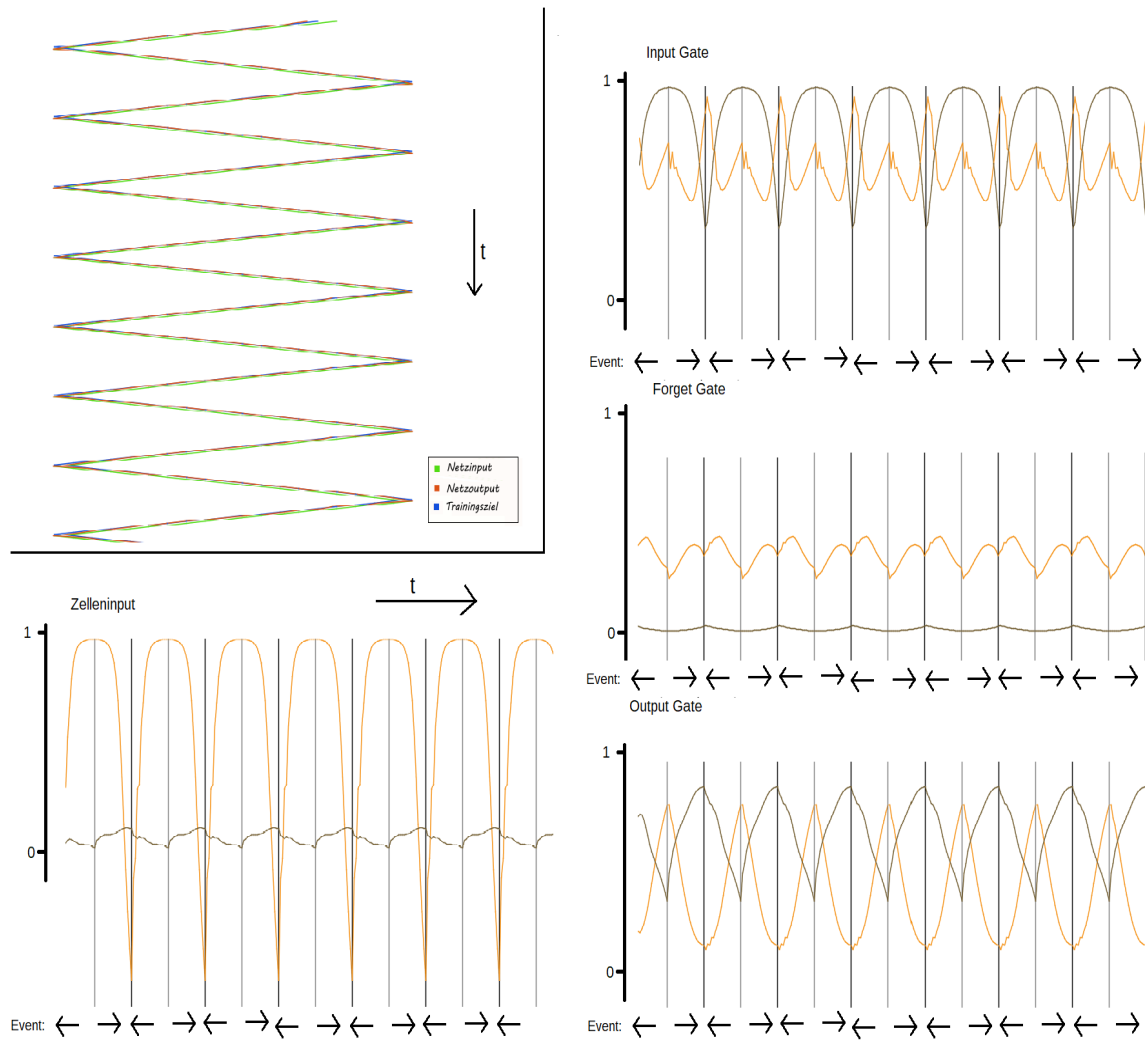 t
Netzinput
Netzoutput
Trainingsziel
Zelleninput
t
1
0
Event:
Input Gate
1
0
Event:
Forget Gate
1
0
Event:
Output Gate
1
0
Event: